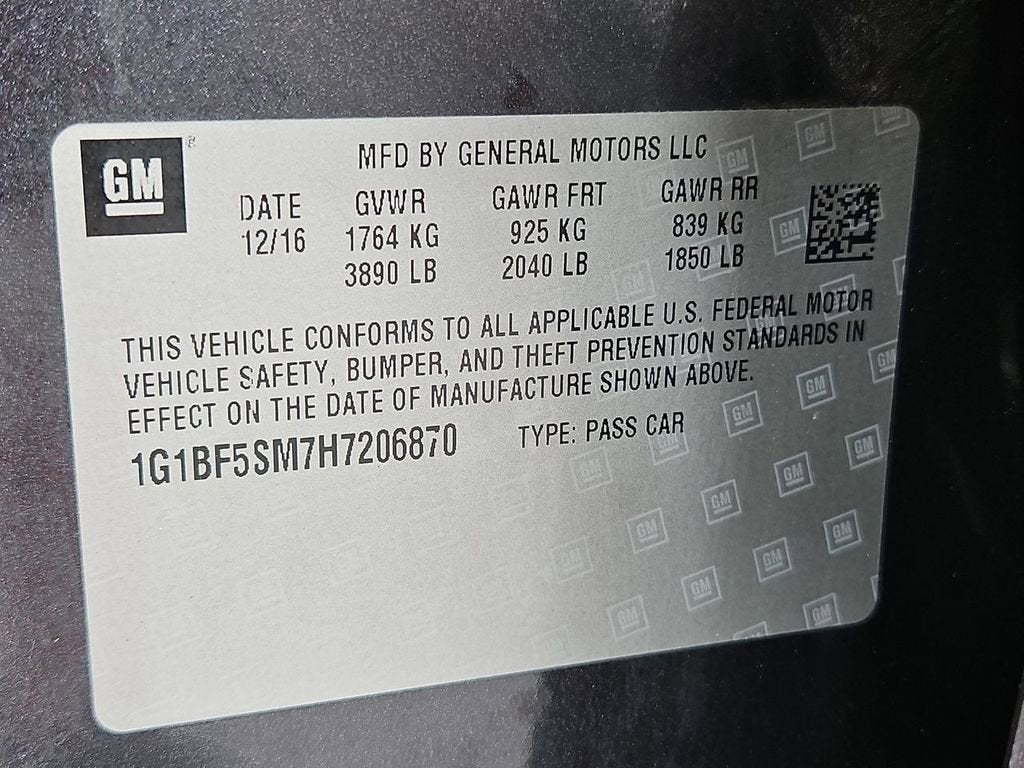 GM
MFD BY GENERAL MOTORS LLC
DATE GVWR GAWR FRT GAWR RR
12/16 1764 KG 925 KG 839 KG
3890 LB 2040 LB 1850 LB
THIS VEHICLE CONFORMS TO ALL APPLICABLE U.S. FEDERAL MOTOR
VEHICLE SAFETY, BUMPER, AND THEFT PREVENTION STANDARDS IN
EFFECT ON THE DATE OF MANUFACTURE SHOWN ABOVE.
1G1BF5SM7H7206870 TYPE: PASS CAR